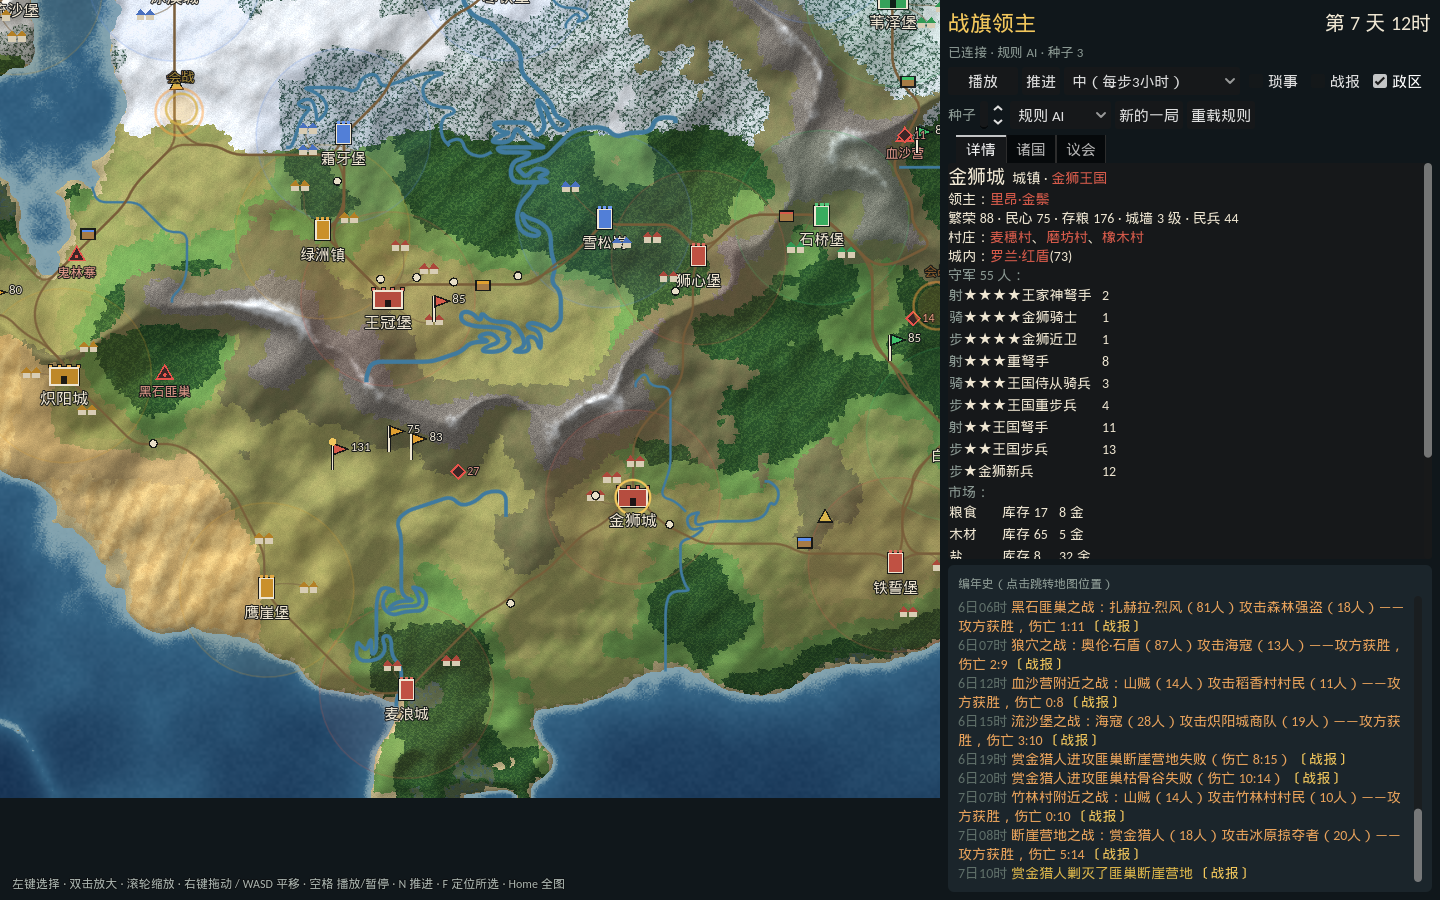 战旗领主
第 7 天 12时
已连接 · 规则 AI · 种子 3
播放 推进 中（每步3小时） 琐事 战报 政区
种子 规则 AI 新的一局 重载规则
详情 诸国 议会
金狮城 城镇 · 金狮王国
领主：里昂·金鬃
繁荣 88 · 民心 75 · 存粮 176 · 城墙 3 级 · 民兵 44
村庄：麦穗村、磨坊村、橡木村
城内：罗兰·红盾(73)
守军 55 人：
射★★★★王家神弩手 2
骑★★★★金狮骑士 1
步★★★★金狮近卫 1
射★★★重弩手 8
骑★★★王国侍从骑兵 3
步★★★王国重步兵 4
射★★王国弩手 11
步★★王国步兵 13
步★金狮新兵 12
市场：
粮食 库存 17 8 金
木材 库存 65 5 金
盐 库存 8 32 金
编年史（点击跳转地图位置）
6日06时 黑石匪巢之战：扎赫拉·烈风（81人）攻击森林强盗（18人）——
攻方获胜，伤亡 1:11 〔战报〕
6日07时 狼穴之战：奥伦·石盾（87人）攻击海寇（13人）——攻方获胜，
伤亡 2:9 〔战报〕
6日12时 血沙营附近之战：山贼（14人）攻击稻香村村民（11人）——攻
方获胜，伤亡 0:8 〔战报〕
6日15时 流沙堡之战：海寇（28人）攻击炽阳城商队（19人）——攻方获
胜，伤亡 3:10 〔战报〕
6日19时 赏金猎人进攻匪巢断崖营地失败（伤亡 8:15）〔战报〕
6日20时 赏金猎人进攻匪巢枯骨谷失败（伤亡 10:14）〔战报〕
7日07时 竹林村附近之战：山贼（14人）攻击竹林村村民（10人）——攻
方获胜，伤亡 0:10 〔战报〕
7日08时 断崖营地之战：赏金猎人（18人）攻击冰原掠夺者（20人）——
攻方获胜，伤亡 5:14 〔战报〕
7日10时 赏金猎人剿灭了匪巢断崖营地 〔战报〕
沙堡
会战
霜牙堡
血沙营
绿洲镇
雪松
石桥堡
狮心堡
鬼林寨
80
85
王冠堡
14
85
炽阳城
黑石匪巢
131
75
83
27
金狮城
铁誓堡
鹰崖堡
麦浪城
左键选择 · 双击放大 · 滚轮缩放 · 右键拖动 / WASD 平移 · 空格 播放/暂停 · N 推进 · F 定位所选 · Home 全图